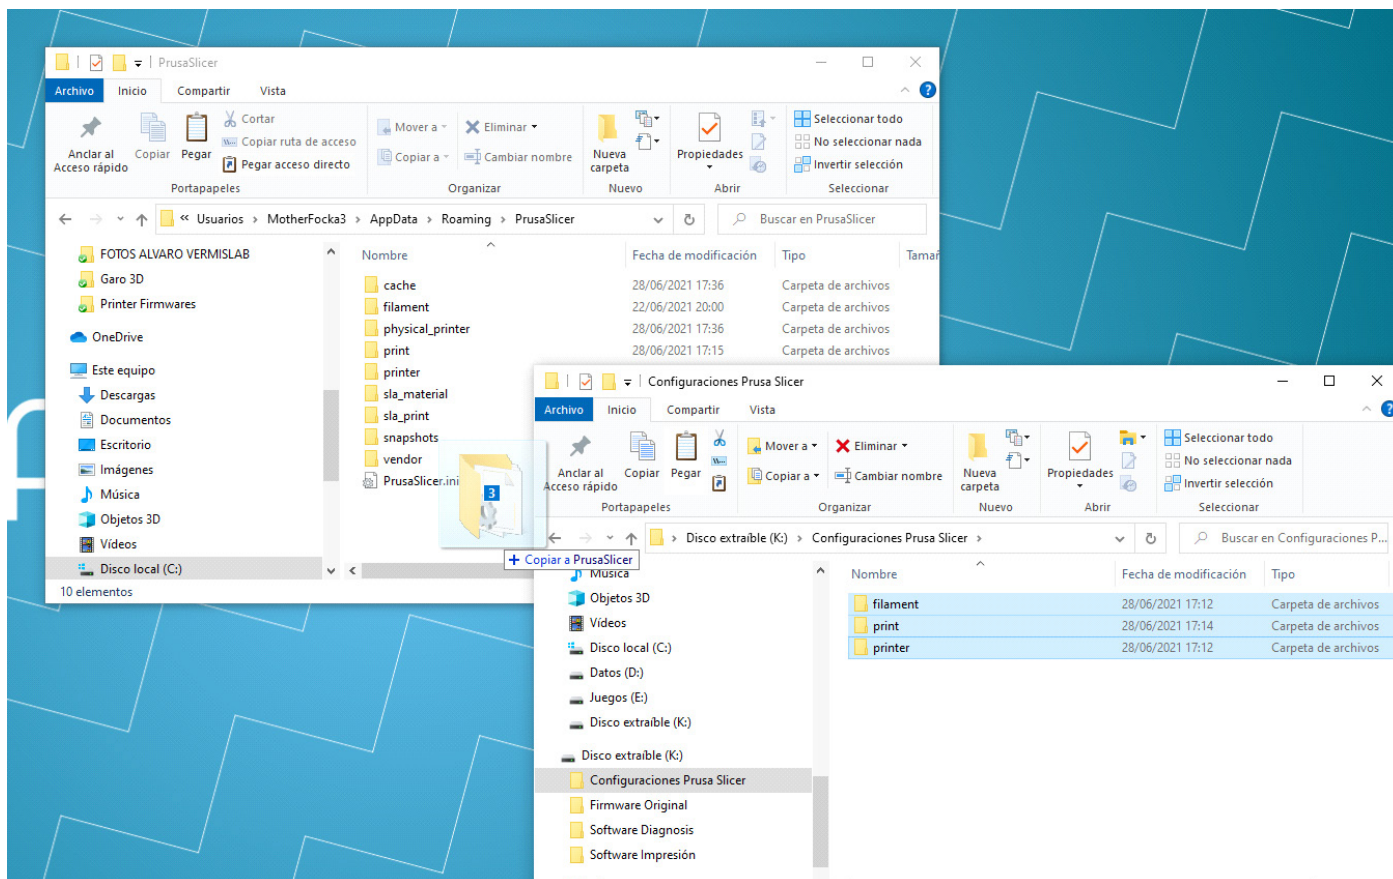 PrusaSlicer
Archivo Inicio Compartir Vista
Anclar al Acceso rápido
Copiar
Pegar
Cortar
Copiar ruta de acceso
Pegar acceso directo
Portapapeles
Mover a
Copiar a
Eliminar
Cambiar nombre
Organizar
Nueva carpeta
Nuevo
Propiedades
Abrir
Seleccionar todo
No seleccionar nada
Invertir selección
Seleccionar
« Usuarios > MotherFocka3 > AppData > Roaming > PrusaSlicer
Buscar en PrusaSlicer
FOTOS ALVARO VERMISLAB
Garo 3D
Printer Firmwares
OneDrive
Este equipo
Descargas
Documentos
Escritorio
Imágenes
Música
Objetos 3D
Vídeos
Disco local (C:)
Nombre Fecha de modificación Tipo Tamañ
cache 28/06/2021 17:36 Carpeta de archivos
filament 22/06/2021 20:00 Carpeta de archivos
physical_printer 28/06/2021 17:36 Carpeta de archivos
print 28/06/2021 17:15 Carpeta de archivos
printer
sla_material
sla_print
snapshots
vendor
PrusaSlicer.ini
3
+ Copiar a PrusaSlicer
10 elementos
Configuraciones Prusa Slicer
Archivo Inicio Compartir Vista
Anclar al Acceso rápido
Copiar
Pegar
Portapapeles
Mover a
Copiar a
Eliminar
Cambiar nombre
Organizar
Nueva carpeta
Nuevo
Propiedades
Abrir
Seleccionar todo
No seleccionar nada
Invertir selección
Seleccionar
> Disco extraíble (K:) > Configuraciones Prusa Slicer >
Buscar en Configuraciones P...
Música
Objetos 3D
Vídeos
Disco local (C:)
Datos (D:)
Juegos (E:)
Disco extraíble (K:)
Disco extraíble (K:)
Configuraciones Prusa Slicer
Firmware Original
Software Diagnosis
Software Impresión
Nombre Fecha de modificación Tipo
filament 28/06/2021 17:12 Carpeta de archivos
print 28/06/2021 17:14 Carpeta de archivos
printer 28/06/2021 17:12 Carpeta de archivos